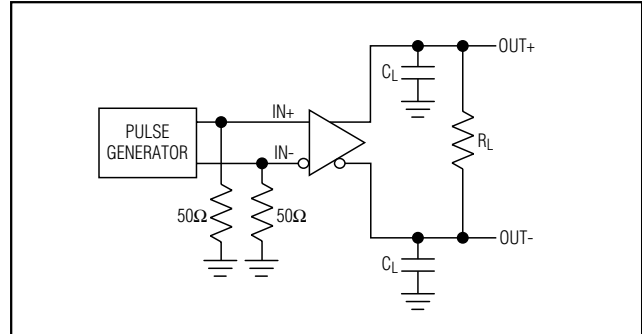 OUT+
C_L
IN+
PULSE
GENERATOR
R_L
IN-
50Ω
50Ω
OUT-
C_L